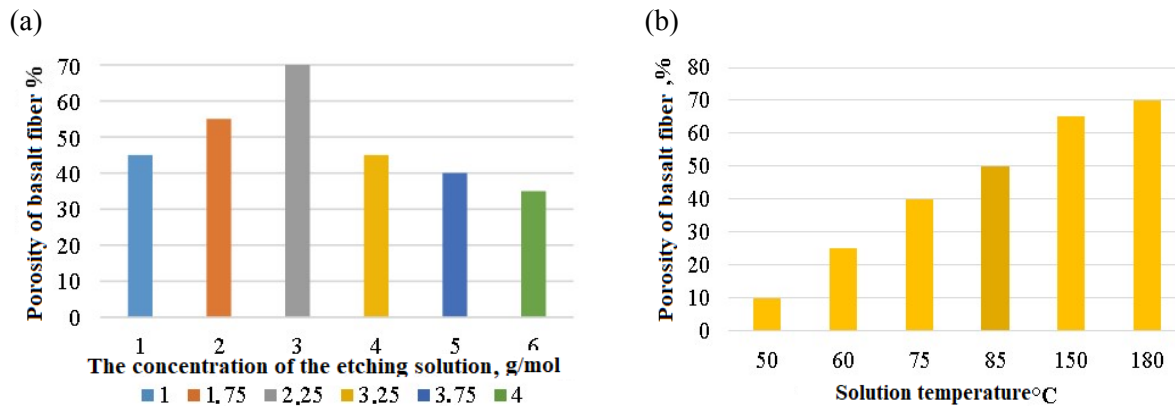 (a)
(b)
Porosity of basalt fiber %
70
60
50
40
30
20
10
0
1 2 3 4 5 6
The concentration of the etching solution, g/mol
1 1.75 2.25 3.25 3.75 4
Porosity of basalt fiber ,%
80
70
60
50
40
30
20
10
0
50 60 75 85 150 180
Solution temperature°C